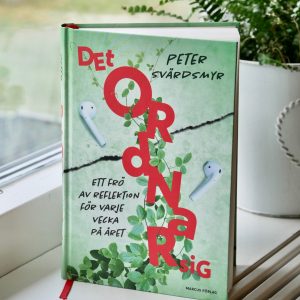 PETER
SVÄRDSMYR
DEt
ORdNaR
SIG
ETT FRÖ
AV REFLEKTION
FÖR VARJE
VECKA
PÅ ÅRET
MARCUS FÖRLAG